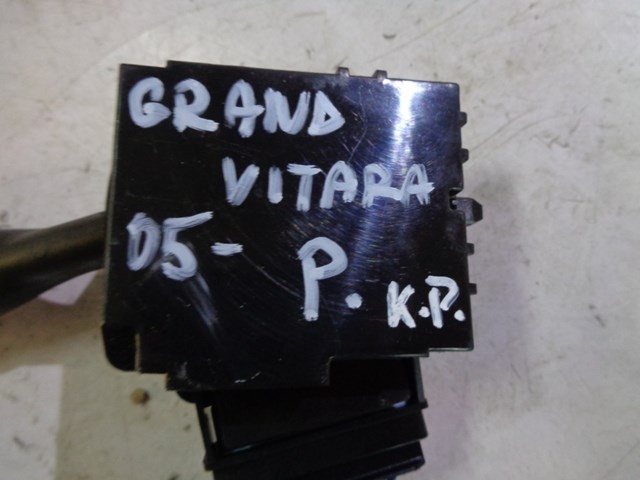 GRAND
VITARA
05- P. K.P.